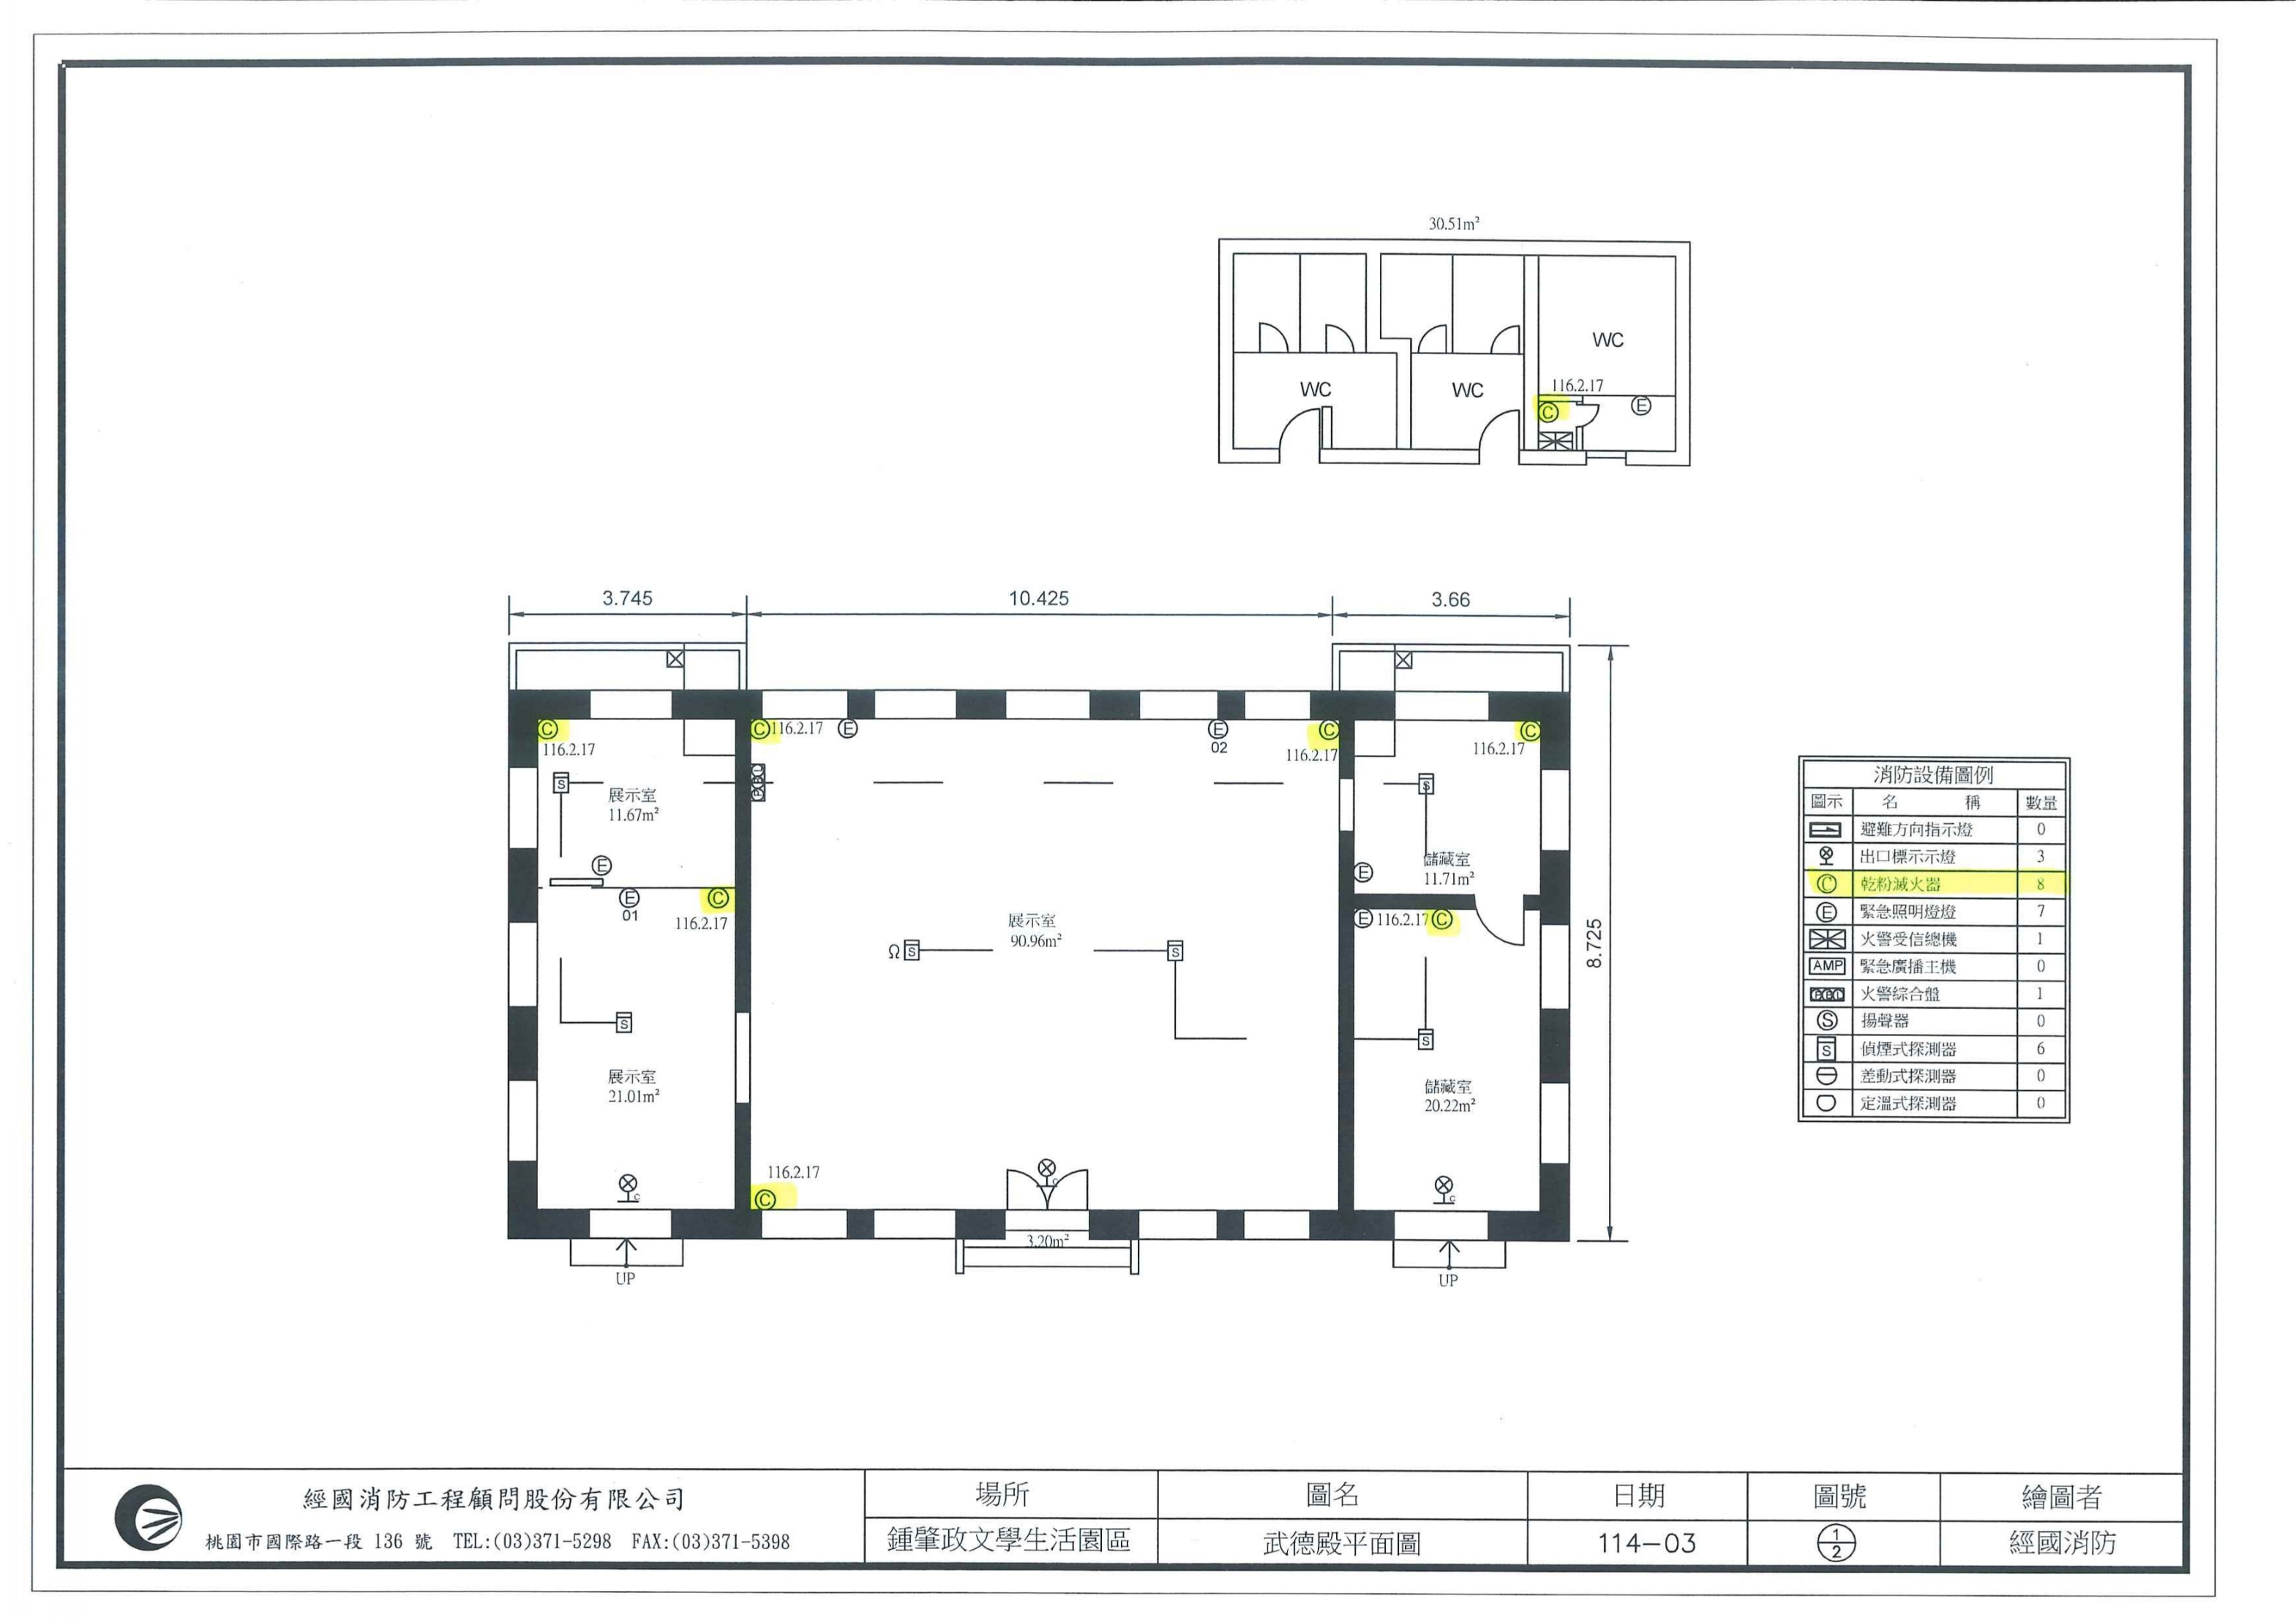 30.51m²
WC
WC
WC
116.2.17
C
E
3.745
10.425
3.66
C
116.2.17
C 116.2.17
E
E
02
C
116.2.17
C
116.2.17
S
展示室
11.67m²
S
儲藏室
11.71m²
E
E
E
01
C
116.2.17
E 116.2.17 C
8.725
展示室
90.96m²
Ω S
S
S
S
展示室
21.01m²
儲藏室
20.22m²
116.2.17
C
C
C
C
3.20m²
UP
UP
消防設備圖例
圖示 名 稱 數量
避難方向指示燈 0
出口標示示燈 3
C 乾粉滅火器 8
E 緊急照明燈燈 7
火警受信總機 1
AMP 緊急廣播主機 0
PBL 火警綜合盤 1
S 揚聲器 0
S 偵煙式探測器 6
差動式探測器 0
定溫式探測器 0
經國消防工程顧問股份有限公司
桃園市國際路一段 136 號 TEL:(03)371-5298 FAX:(03)371-5398
場所 圖名 日期 圖號 繪圖者
鍾肇政文學生活園區 武德殿平面圖 114-03 1/2 經國消防